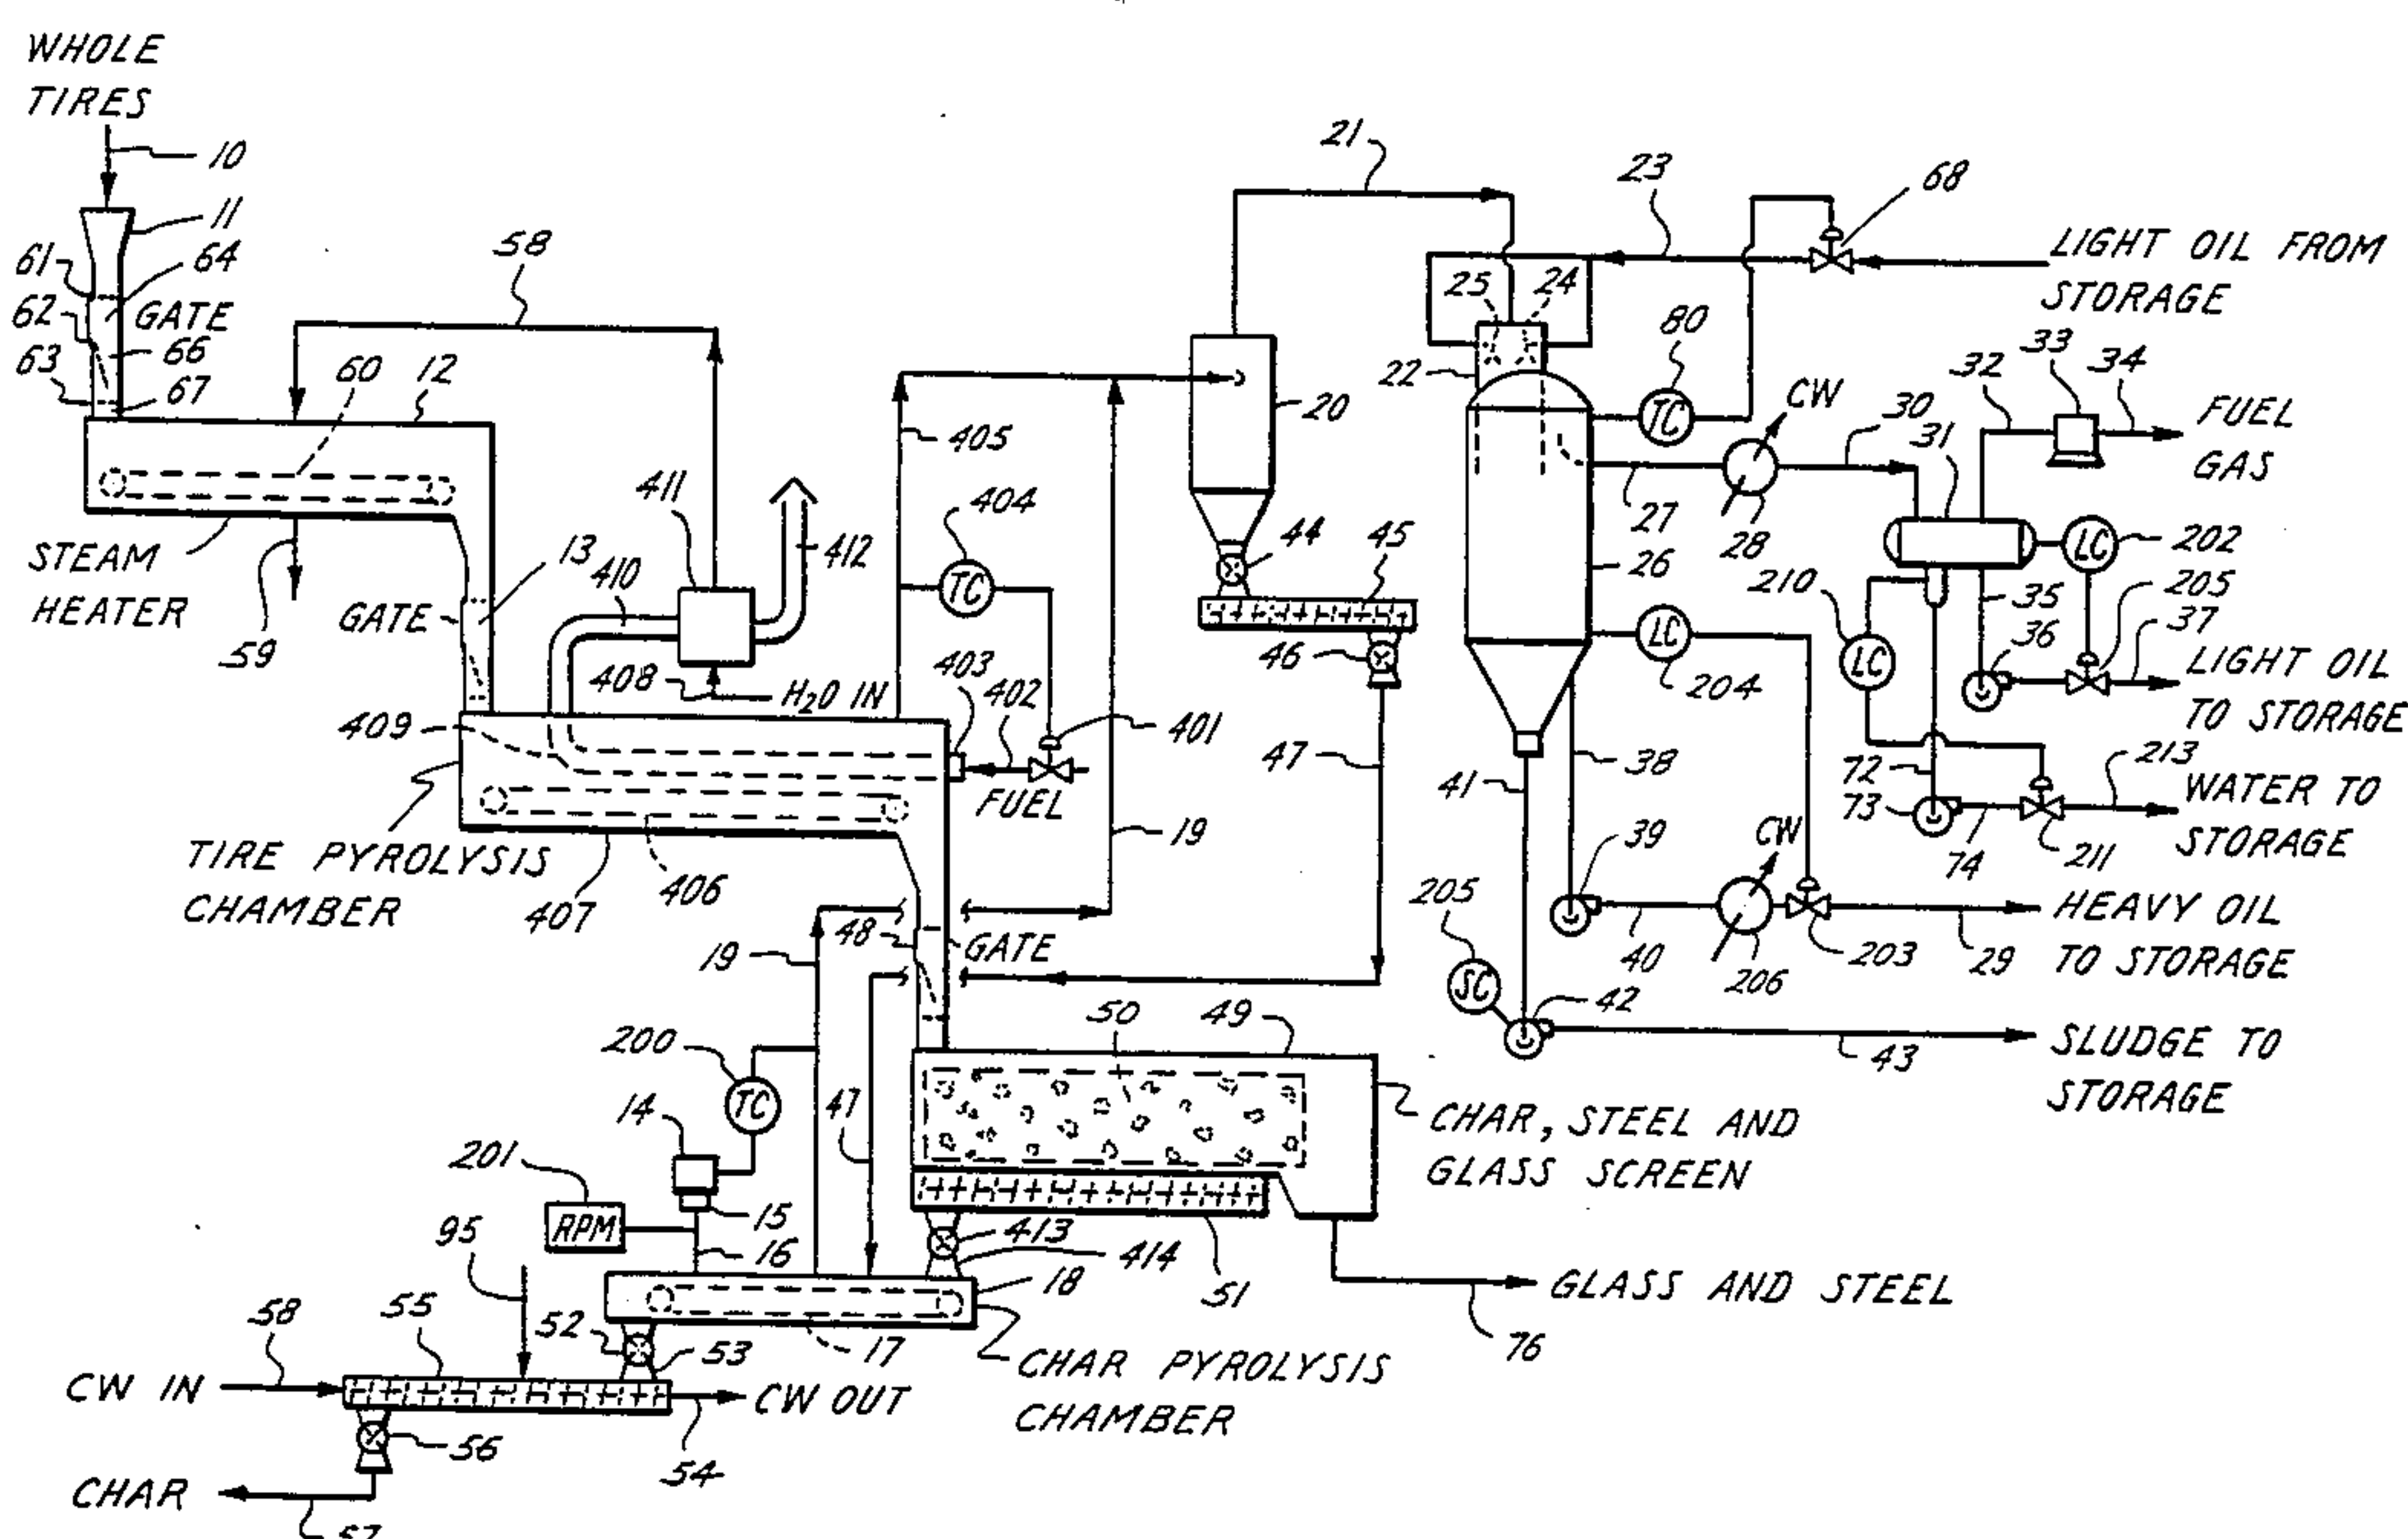 WHOLE
TIRES
10
11
61
64
62
GATE
66
63
67
60
12
58
STEAM
HEATER
59
GATE
13
410
411
412
408
H2O IN
409
405
404
TC
403
402
401
FUEL
TIRE PYROLYSIS
CHAMBER
407
406
19
19
48
GATE
21
20
44
45
46
47
23
68
LIGHT OIL FROM
STORAGE
25
24
22
80
TC
CW
27
28
26
30
31
32
33
34
FUEL
GAS
LC
202
210
LC
35
205
36
37
LIGHT OIL
TO STORAGE
LC
204
72
73
74
211
213
WATER TO
STORAGE
38
41
39
CW
40
206
203
29
HEAVY OIL
TO STORAGE
205
SC
42
43
SLUDGE TO
STORAGE
50
49
CHAR, STEEL AND
GLASS SCREEN
200
TC
14
47
201
RPM
15
16
413
414
18
51
GLASS AND STEEL
76
95
58
55
52
53
17
CHAR PYROLYSIS
CHAMBER
CW IN
CW OUT
54
56
CHAR
57